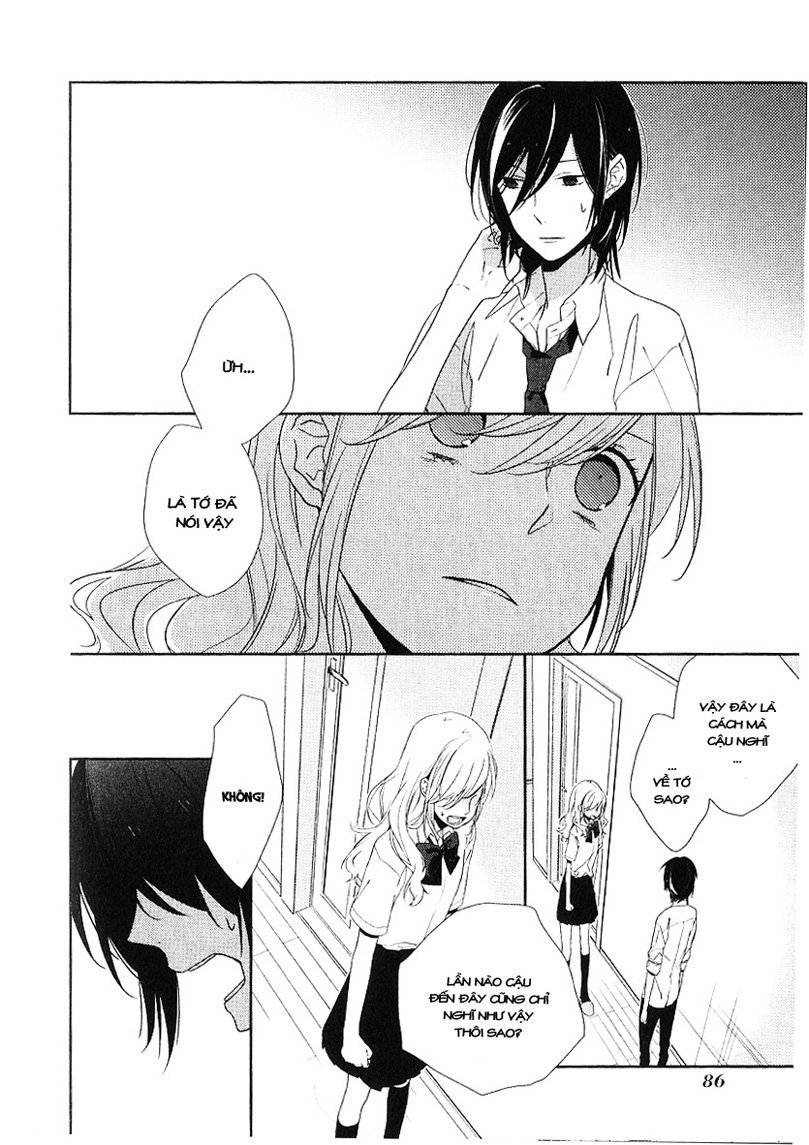 ỪH...
LÀ TỚ ĐÃ
NÓI VẬY
VẬY ĐÂY LÀ
CÁCH MÀ
CẬU NGHĨ
...
...
VỀ TỚ
SAO?
LẦN NÀO CẬU
ĐẾN ĐÂY CŨNG CHỈ
NGHĨ NHƯ VẬY
THÔI SAO?
KHÔNG!
86